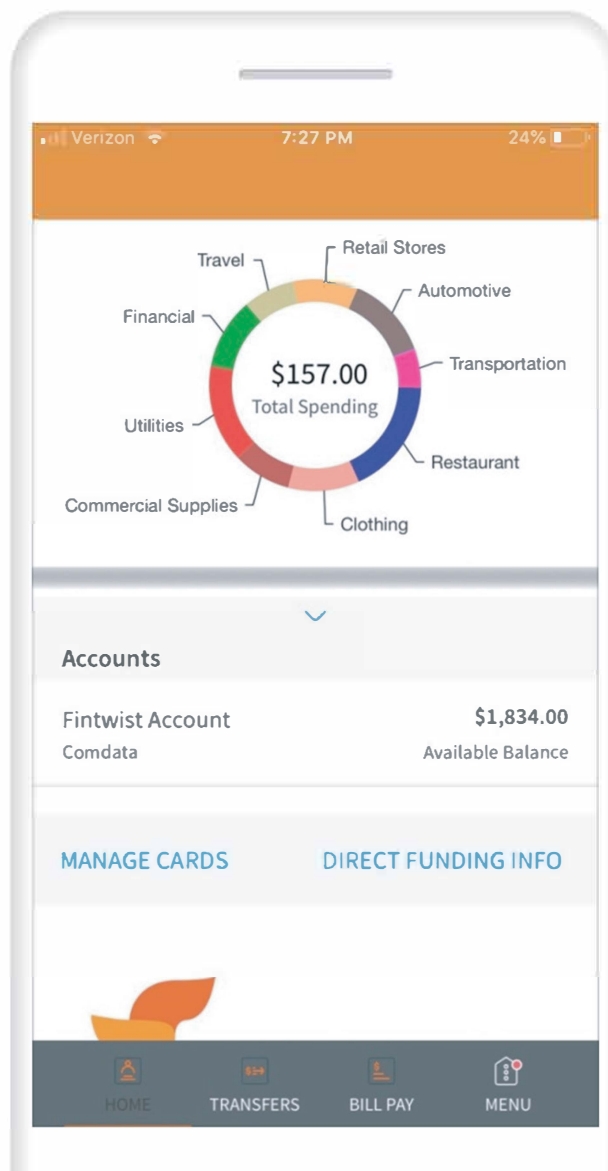 Verizon 7:27 PM 24%
Retail Stores
Travel
Automotive
Financial
Transportation
$157.00
Total Spending
Utilities
Restaurant
Commercial Supplies
Clothing
Accounts
Fintwist Account $1,834.00
Comdata Available Balance
MANAGE CARDS DIRECT FUNDING INFO
HOME TRANSFERS BILL PAY MENU